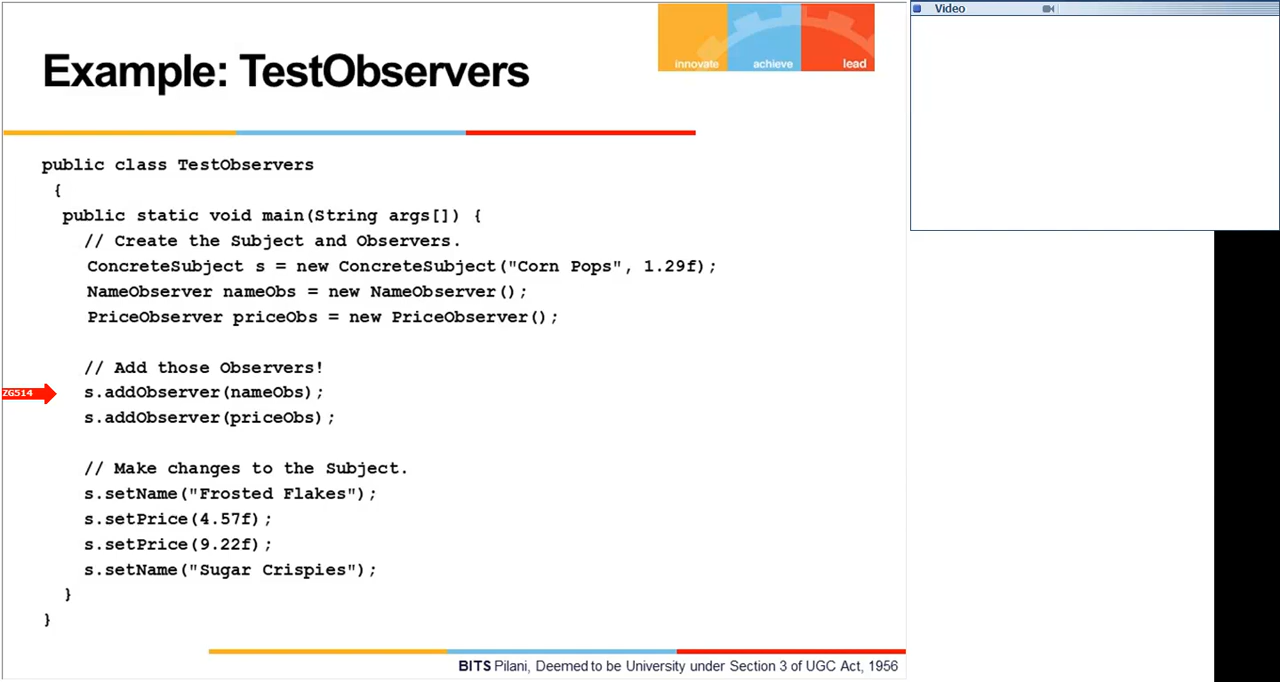 Example: TestObservers
innovate achieve lead
Video
public class TestObservers
{
public static void main(String args[]) {
// Create the Subject and Observers.
ConcreteSubject s = new ConcreteSubject("Corn Pops", 1.29f);
NameObserver nameObs = new NameObserver();
PriceObserver priceObs = new PriceObserver();
// Add those Observers!
ZG514
s.addObserver(nameObs);
s.addObserver(priceObs);
// Make changes to the Subject.
s.setName("Frosted Flakes");
s.setPrice(4.57f);
s.setPrice(9.22f);
s.setName("Sugar Crispies");
}
}
BITS Pilani, Deemed to be University under Section 3 of UGC Act, 1956